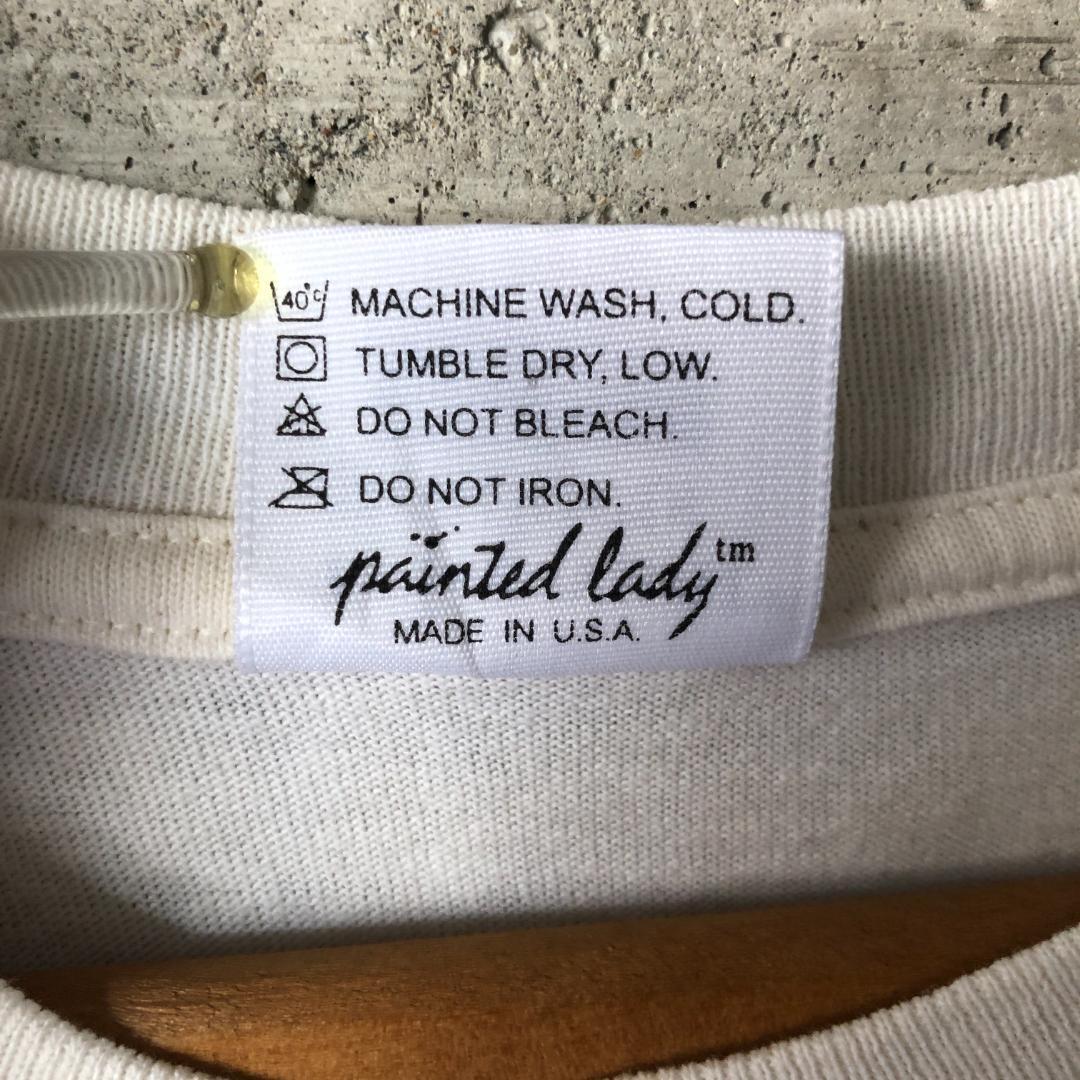 40°C MACHINE WASH, COLD.
TUMBLE DRY, LOW.
DO NOT BLEACH.
DO NOT IRON.
painted lady tm
MADE IN U.S.A.